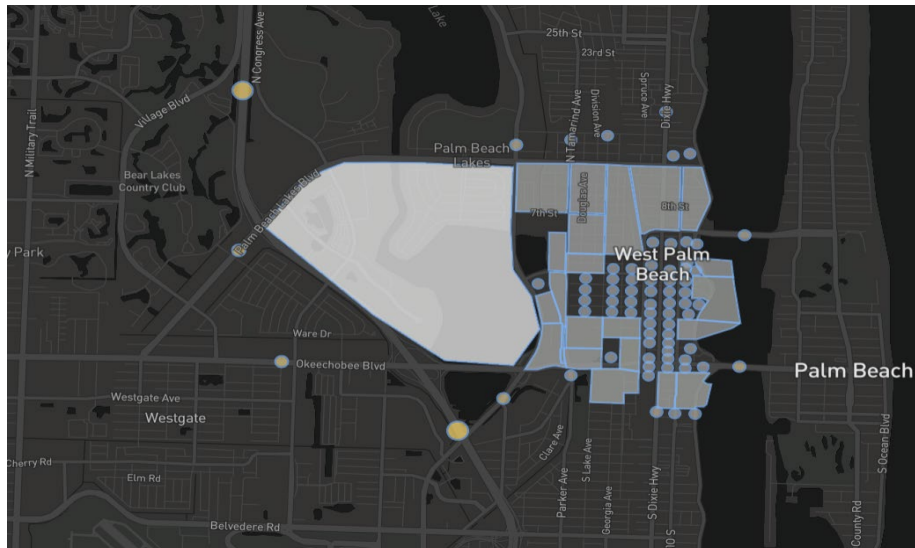 Lake
25th St
23rd St
N Congress Ave
N Military Trail
Village Blvd
N Tamarind Ave
Division Ave
Spruce Ave
Dixie Hwy
Palm Beach
Lakes
Bear Lakes
Country Club
Palm Beach Lakes Blvd
Douglas Ave
7th St
8th St
y Park
West Palm
Beach
Ware Dr
Okeechobee Blvd
Palm Beach
Westgate Ave
Westgate
S Ocean Blvd
Clare Ave
S Lake Ave
Cherry Rd
Elm Rd
Parker Ave
Georgia Ave
S Dixie Hwy
County Rd
Belvedere Rd